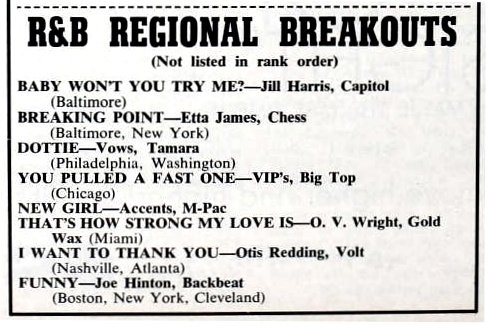 R&B REGIONAL BREAKOUTS
(Not listed in rank order)
BABY WON'T YOU TRY ME?—Jill Harris, Capitol
(Baltimore)
BREAKING POINT—Etta James, Chess
(Baltimore, New York)
DOTTIE—Vows, Tamara
(Philadelphia, Washington)
YOU PULLED A FAST ONE—VIP's, Big Top
(Chicago)
NEW GIRL—Accents, M-Pac
THAT'S HOW STRONG MY LOVE IS—O. V. Wright, Gold
Wax (Miami)
I WANT TO THANK YOU—Otis Redding, Volt
(Nashville, Atlanta)
FUNNY—Joe Hinton, Backbeat
(Boston, New York, Cleveland)